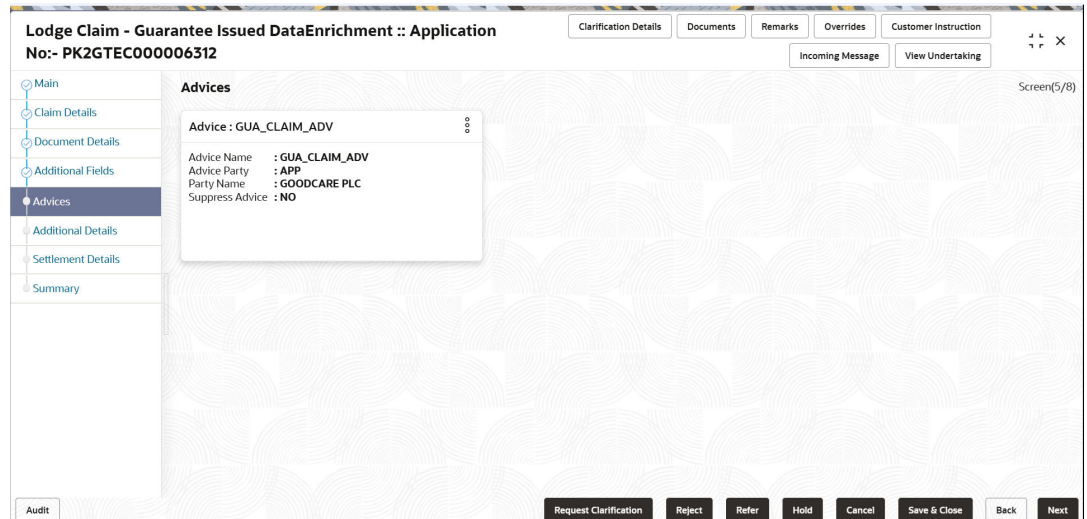 Lodge Claim - Guarantee Issued DataEnrichment :: Application
No:- PK2GTEC000006312
Clarification Details
Documents
Remarks
Overrides
Customer Instruction
Incoming Message
View Undertaking
Main
Claim Details
Document Details
Additional Fields
Advices
Additional Details
Settlement Details
Summary
Advices
Screen(5/8)
Advice : GUA_CLAIM_ADV
Advice Name : GUA_CLAIM_ADV
Advice Party : APP
Party Name : GOODCARE PLC
Suppress Advice : NO
Audit
Request Clarification
Reject
Refer
Hold
Cancel
Save & Close
Back
Next